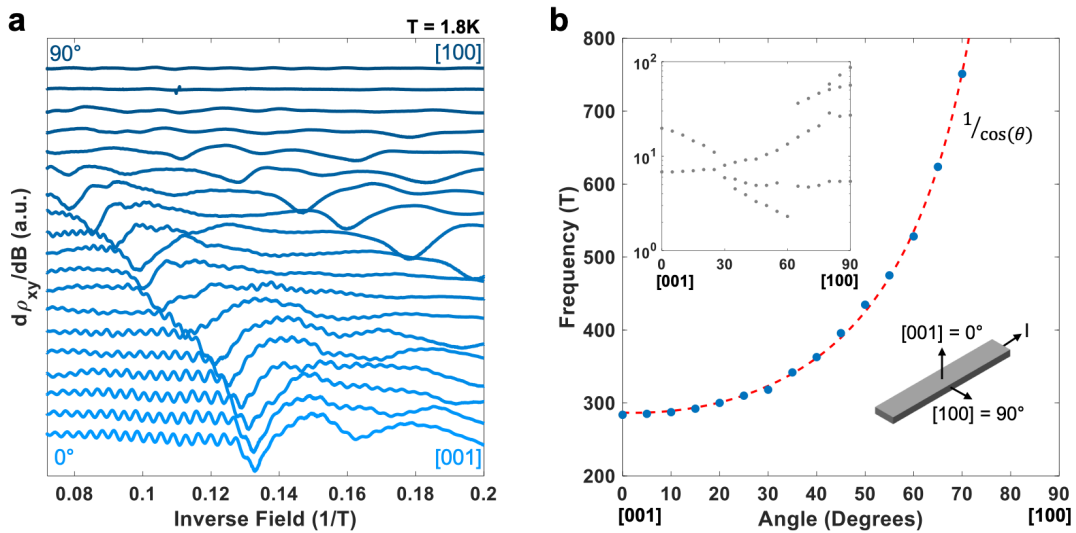 a
T = 1.8K
90°
[100]
dρxy/dB (a.u.)
0°
[001]
0.08 0.1 0.12 0.14 0.16 0.18 0.2
Inverse Field (1/T)
b
800
700
600
500
400
300
200
Frequency (T)
10²
10¹
10⁰
0 30 60 90
[001] [100]
1/cos(θ)
[001] = 0°
I
[100] = 90°
0 10 20 30 40 50 60 70 80 90
[001] Angle (Degrees) [100]